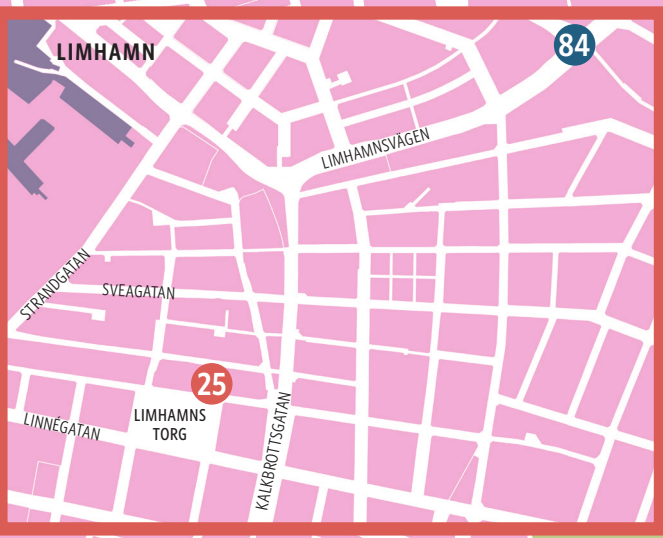 LIMHAMN
84
LIMHAMNSVÄGEN
STRANDGATAN
SVEAGATAN
25
LIMHAMNS
TORG
LINNÉGATAN
KALKBROTTSGATAN